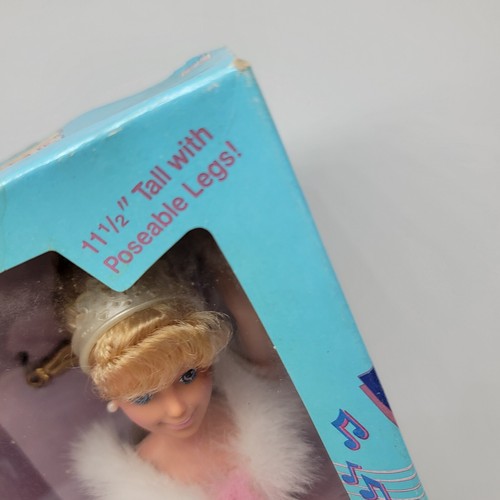 11½" Tall with
Poseable Legs!